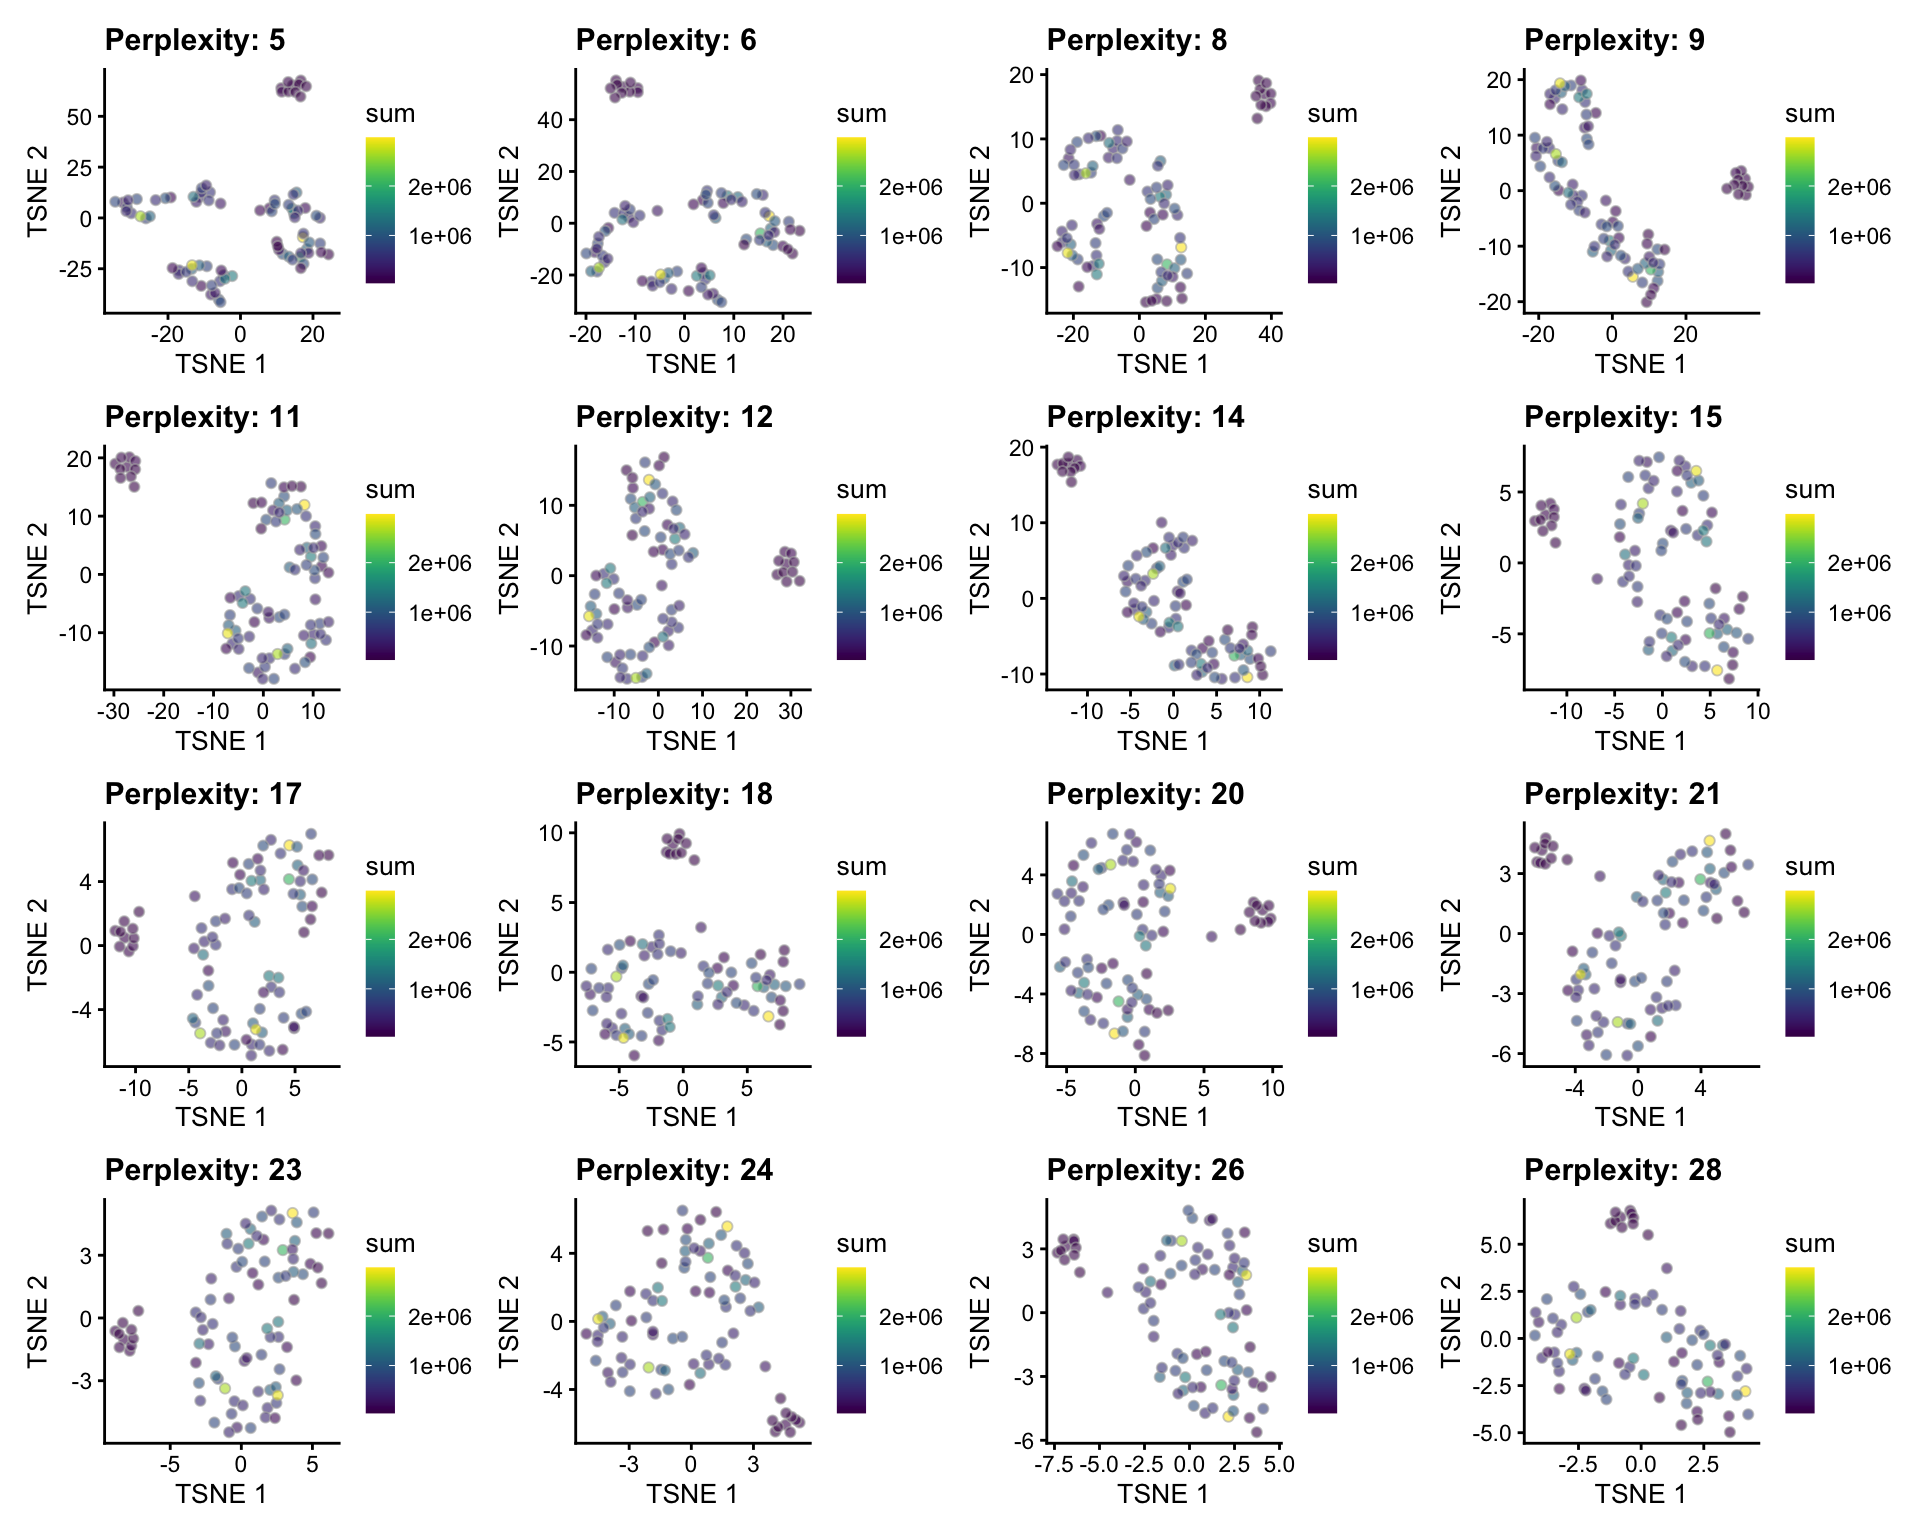 Perplexity: 5
50
25
0
-25
-20 0 20
TSNE 1
TSNE 2
sum
2e+06
1e+06
Perplexity: 6
40
20
0
-20
-20 -10 0 10 20
TSNE 1
TSNE 2
sum
2e+06
1e+06
Perplexity: 8
20
10
0
-10
-20 0 20 40
TSNE 1
TSNE 2
sum
2e+06
1e+06
Perplexity: 9
20
10
0
-10
-20
-20 0 20
TSNE 1
TSNE 2
sum
2e+06
1e+06
Perplexity: 11
20
10
0
-10
-30 -20 -10 0 10
TSNE 1
TSNE 2
sum
2e+06
1e+06
Perplexity: 12
10
0
-10
-10 0 10 20 30
TSNE 1
TSNE 2
sum
2e+06
1e+06
Perplexity: 14
20
10
0
-10
-10 -5 0 5 10
TSNE 1
TSNE 2
sum
2e+06
1e+06
Perplexity: 15
5
0
-5
-10 -5 0 5 10
TSNE 1
TSNE 2
sum
2e+06
1e+06
Perplexity: 17
4
0
-4
-10 -5 0 5
TSNE 1
TSNE 2
sum
2e+06
1e+06
Perplexity: 18
10
5
0
-5
-5 0 5
TSNE 1
TSNE 2
sum
2e+06
1e+06
Perplexity: 20
4
0
-4
-8
-5 0 5 10
TSNE 1
TSNE 2
sum
2e+06
1e+06
Perplexity: 21
3
0
-3
-6
-4 0 4
TSNE 1
TSNE 2
sum
2e+06
1e+06
Perplexity: 23
3
0
-3
-5 0 5
TSNE 1
TSNE 2
sum
2e+06
1e+06
Perplexity: 24
4
0
-4
-3 0 3
TSNE 1
TSNE 2
sum
2e+06
1e+06
Perplexity: 26
3
0
-3
-6
-7.5 -5.0 -2.5 0.0 2.5 5.0
TSNE 1
TSNE 2
sum
2e+06
1e+06
Perplexity: 28
5.0
2.5
0.0
-2.5
-5.0
-2.5 0.0 2.5
TSNE 1
TSNE 2
sum
2e+06
1e+06